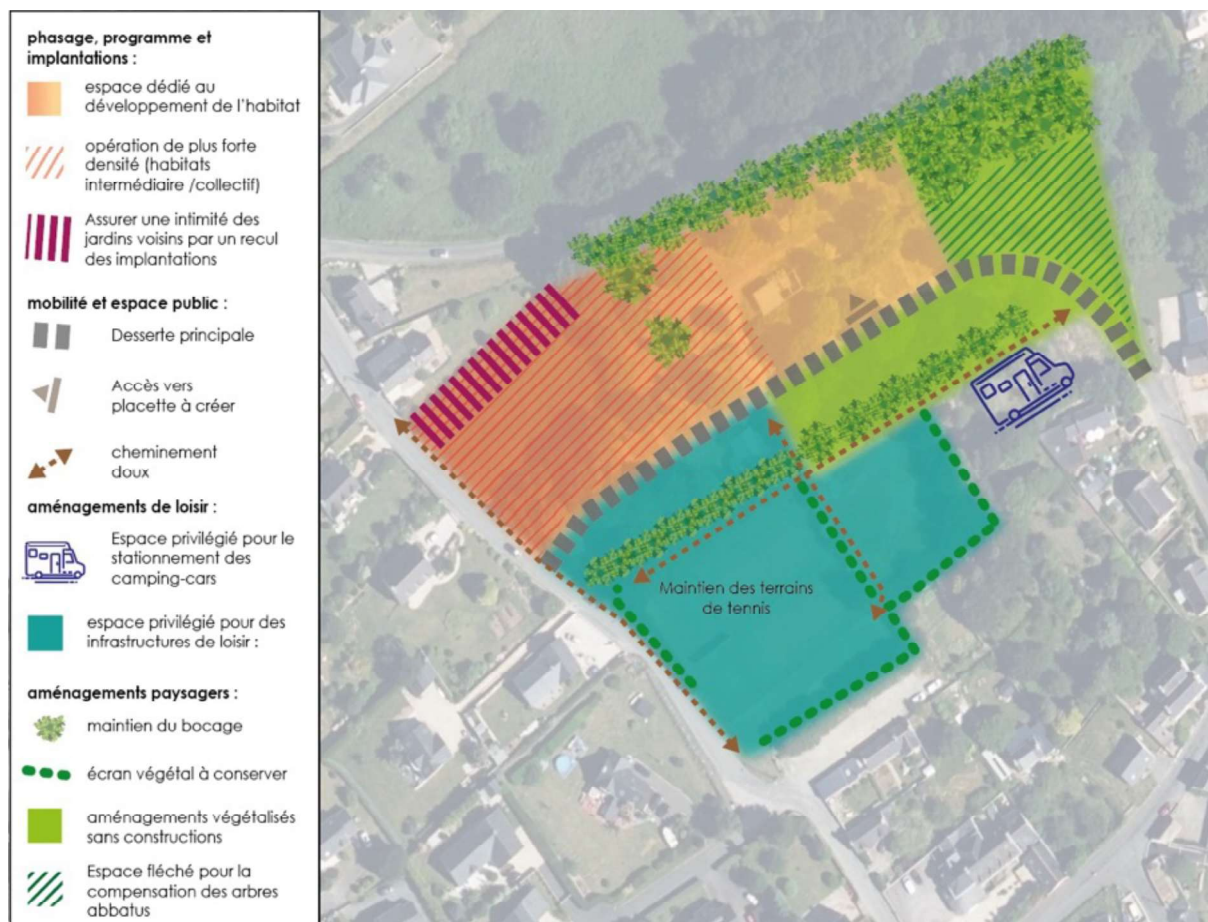 phasage, programme et
implantations :
espace dédié au
développement de l'habitat
opération de plus forte
densité (habitats
intermédiaire /collectif)
Assurer une intimité des
jardins voisins par un recul
des implantations
mobilité et espace public :
Desserte principale
Accès vers
placette à créer
cheminement
doux
aménagements de loisir :
Espace privilégié pour le
stationnement des
camping-cars
espace privilégié pour des
infrastructures de loisir :
aménagements paysagers :
maintien du bocage
écran végétal à conserver
aménagements végétalisés
sans constructions
Espace fléché pour la
compensation des arbres
abbatus
Maintien des terrains
de tennis